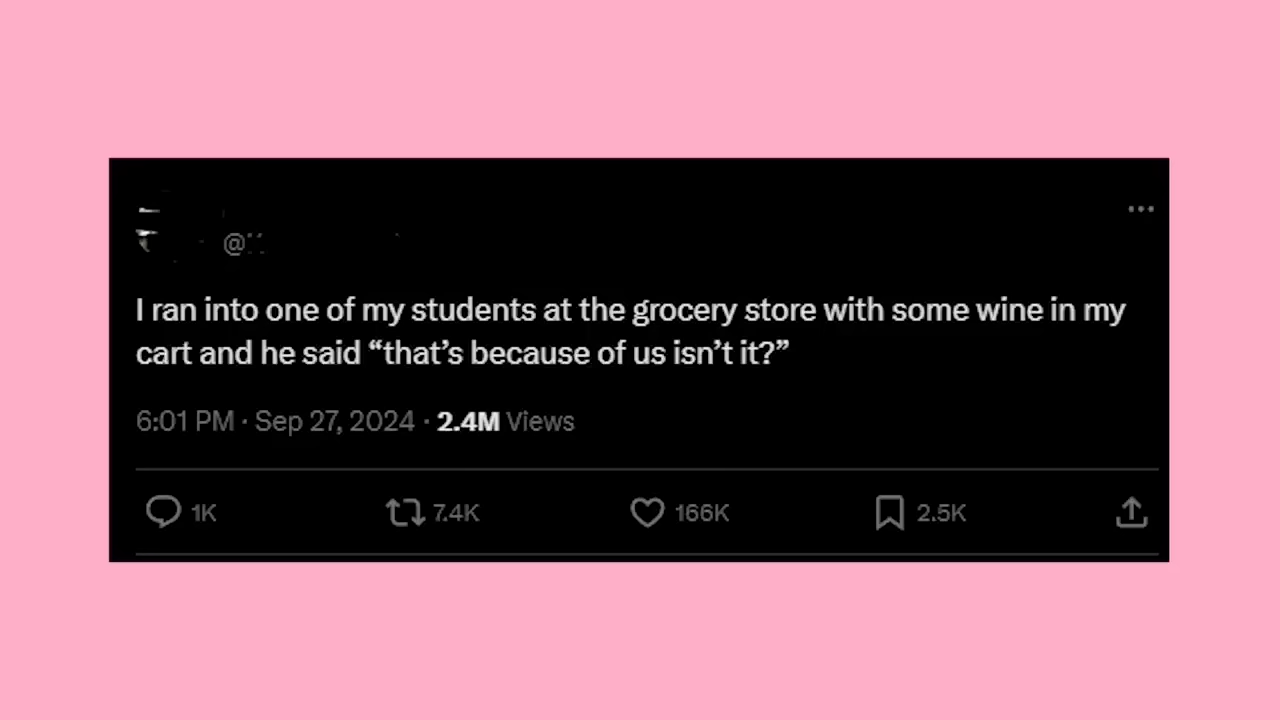 @
I ran into one of my students at the grocery store with some wine in my
cart and he said “that’s because of us isn’t it?”
6:01 PM · Sep 27, 2024 · 2.4M Views
1K 7.4K 166K 2.5K